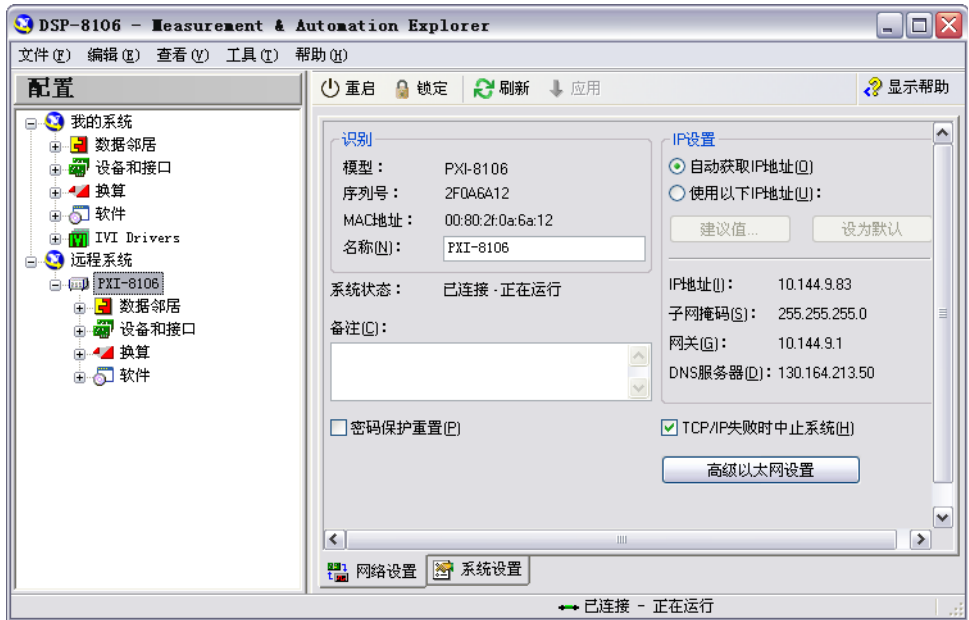 DSP-8106 - Measurement & Automation Explorer
文件(F) 编辑(E) 查看(V) 工具(T) 帮助(H)
配置
重启 锁定 刷新 应用 显示帮助
我的系统
数据邻居
设备和接口
换算
软件
IVI Drivers
远程系统
PXI-8106
数据邻居
设备和接口
换算
软件
识别
模型： PXI-8106
序列号： 2F0A6A12
MAC地址： 00:80:2f:0a:6a:12
名称(N)： PXI-8106
系统状态： 已连接 - 正在运行
备注(C)：
密码保护重置(P)
IP设置
自动获取IP地址(O)
使用以下IP地址(U)：
建议值... 设为默认
IP地址(I)： 10.144.9.83
子网掩码(S)： 255.255.255.0
网关(G)： 10.144.9.1
DNS服务器(D)： 130.164.213.50
TCP/IP失败时中止系统(H)
高级以太网设置
网络设置 系统设置
已连接 - 正在运行